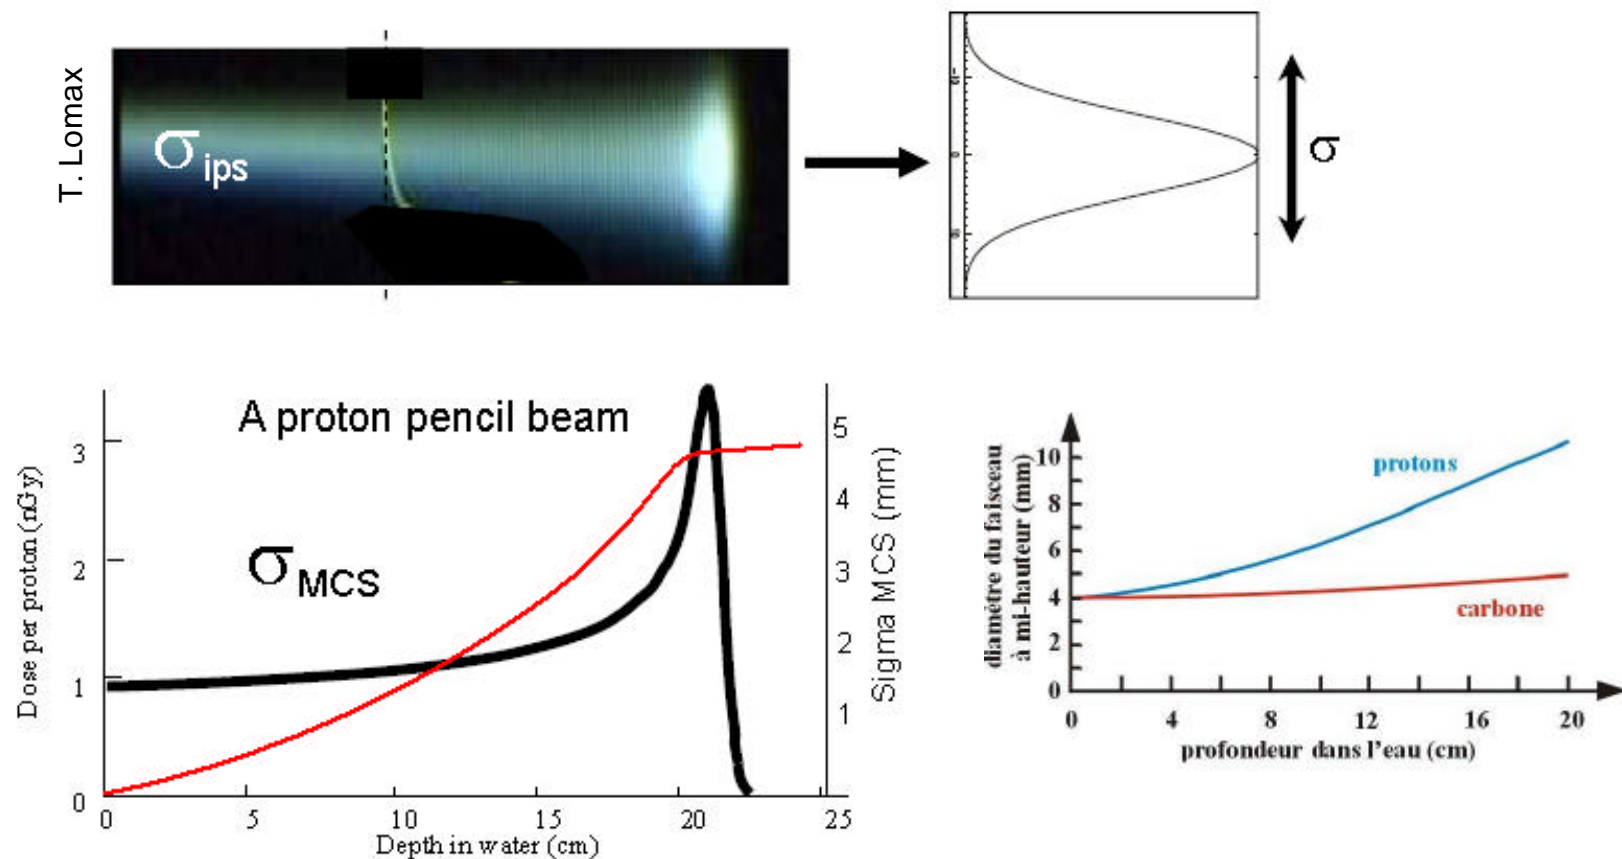 T. Lomax
σips
σ
0
A proton pencil beam
σMCS
Dose per proton (nGy)
3
2
1
0
5
4
3
2
1
Sigma MCS (mm)
0
5
10
15
20
25
Depth in water (cm)
diamètre du faisceau
à mi-hauteur (mm)
10
8
6
4
2
0
protons
carbone
0
4
8
12
16
20
profondeur dans l'eau (cm)